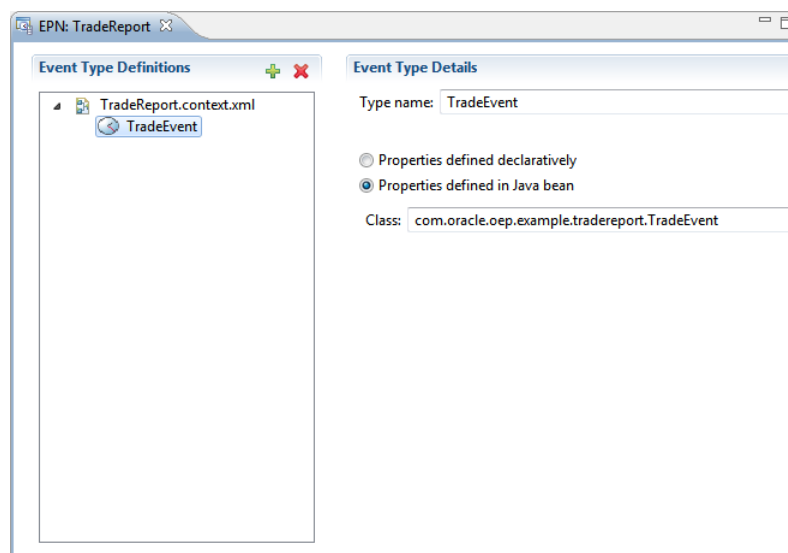 EPN: TradeReport
Event Type Definitions
TradeReport.context.xml
TradeEvent
Event Type Details
Type name: TradeEvent
Properties defined declaratively
Properties defined in Java bean
Class: com.oracle.oep.example.tradereport.TradeEvent